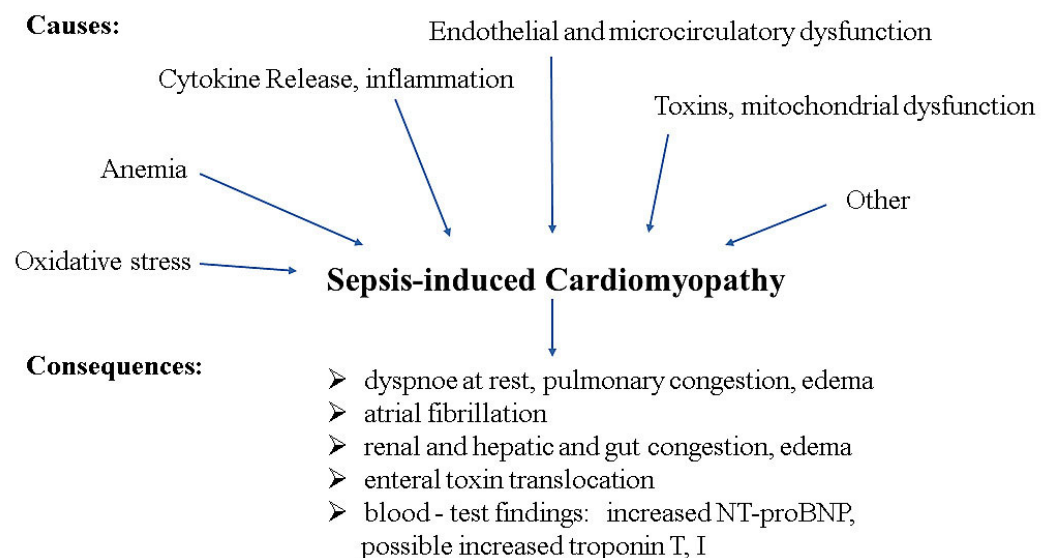 Causes:
Endothelial and microcirculatory dysfunction
Cytokine Release, inflammation
Toxins, mitochondrial dysfunction
Anemia
Other
Oxidative stress
Sepsis-induced Cardiomyopathy
Consequences:
➢ dyspnoe at rest, pulmonary congestion, edema
➢ atrial fibrillation
➢ renal and hepatic and gut congestion, edema
➢ enteral toxin translocation
➢ blood - test findings: increased NT-proBNP,
possible increased troponin T, I